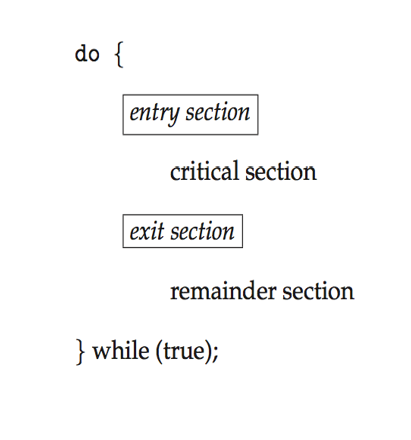 do {
entry section
critical section
exit section
remainder section
} while (true);